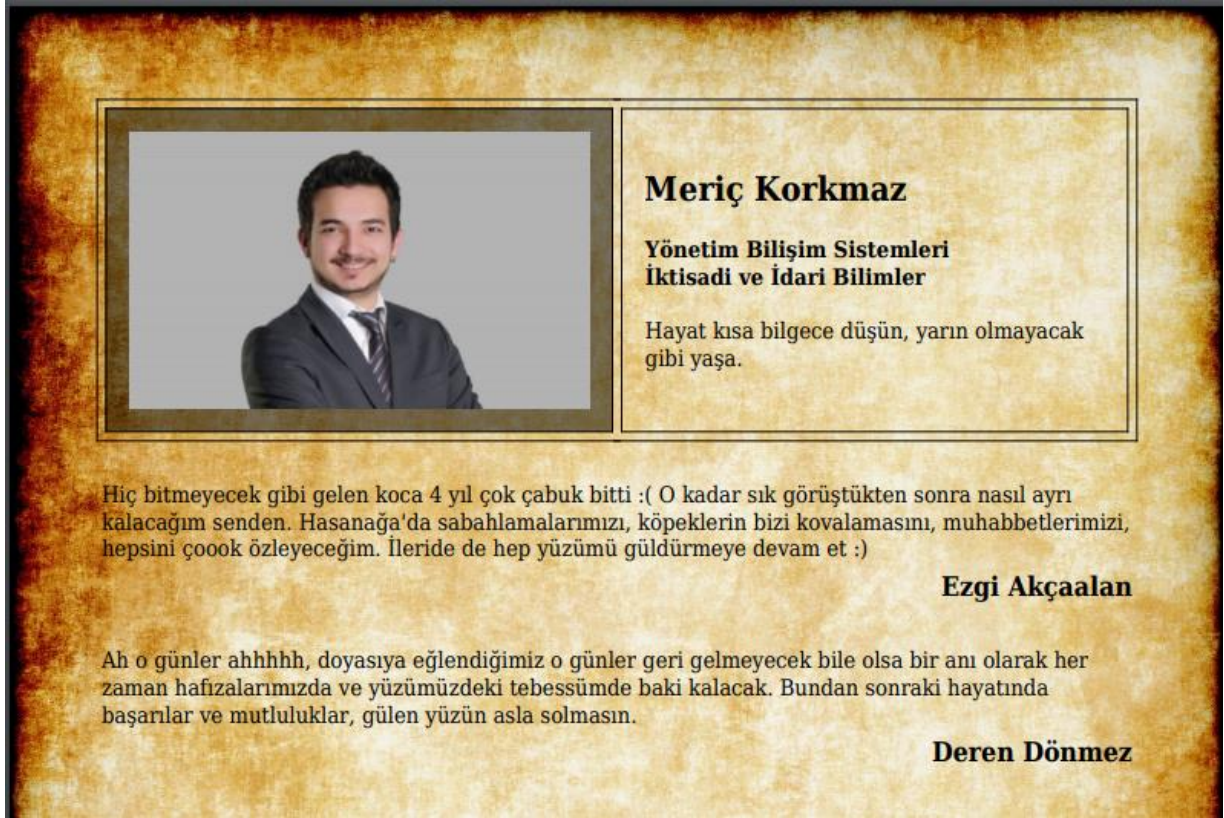 Meriç Korkmaz
Yönetim Bilişim Sistemleri
İktisadi ve İdari Bilimler
Hayat kısa bilgece düşün, yarın olmayacak
gibi yaşa.
Hiç bitmeyecek gibi gelen koca 4 yıl çok çabuk bitti :( O kadar sık görüştükten sonra nasıl ayrı
kalacağım senden. Hasanağa'da sabahlamalarımızı, köpeklerin bizi kovalamasını, muhabbetlerimizi,
hepsini çoook özleyeceğim. İleride de hep yüzümü güldürmeye devam et :)
Ezgi Akçaalan
Ah o günler ahhhhh, doyasıya eğlendiğimiz o günler geri gelmeyecek bile olsa bir anı olarak her
zaman hafızalarımızda ve yüzümüzdeki tebessümde baki kalacak. Bundan sonraki hayatında
başarılar ve mutluluklar, gülen yüzün asla solmasın.
Deren Dönmez